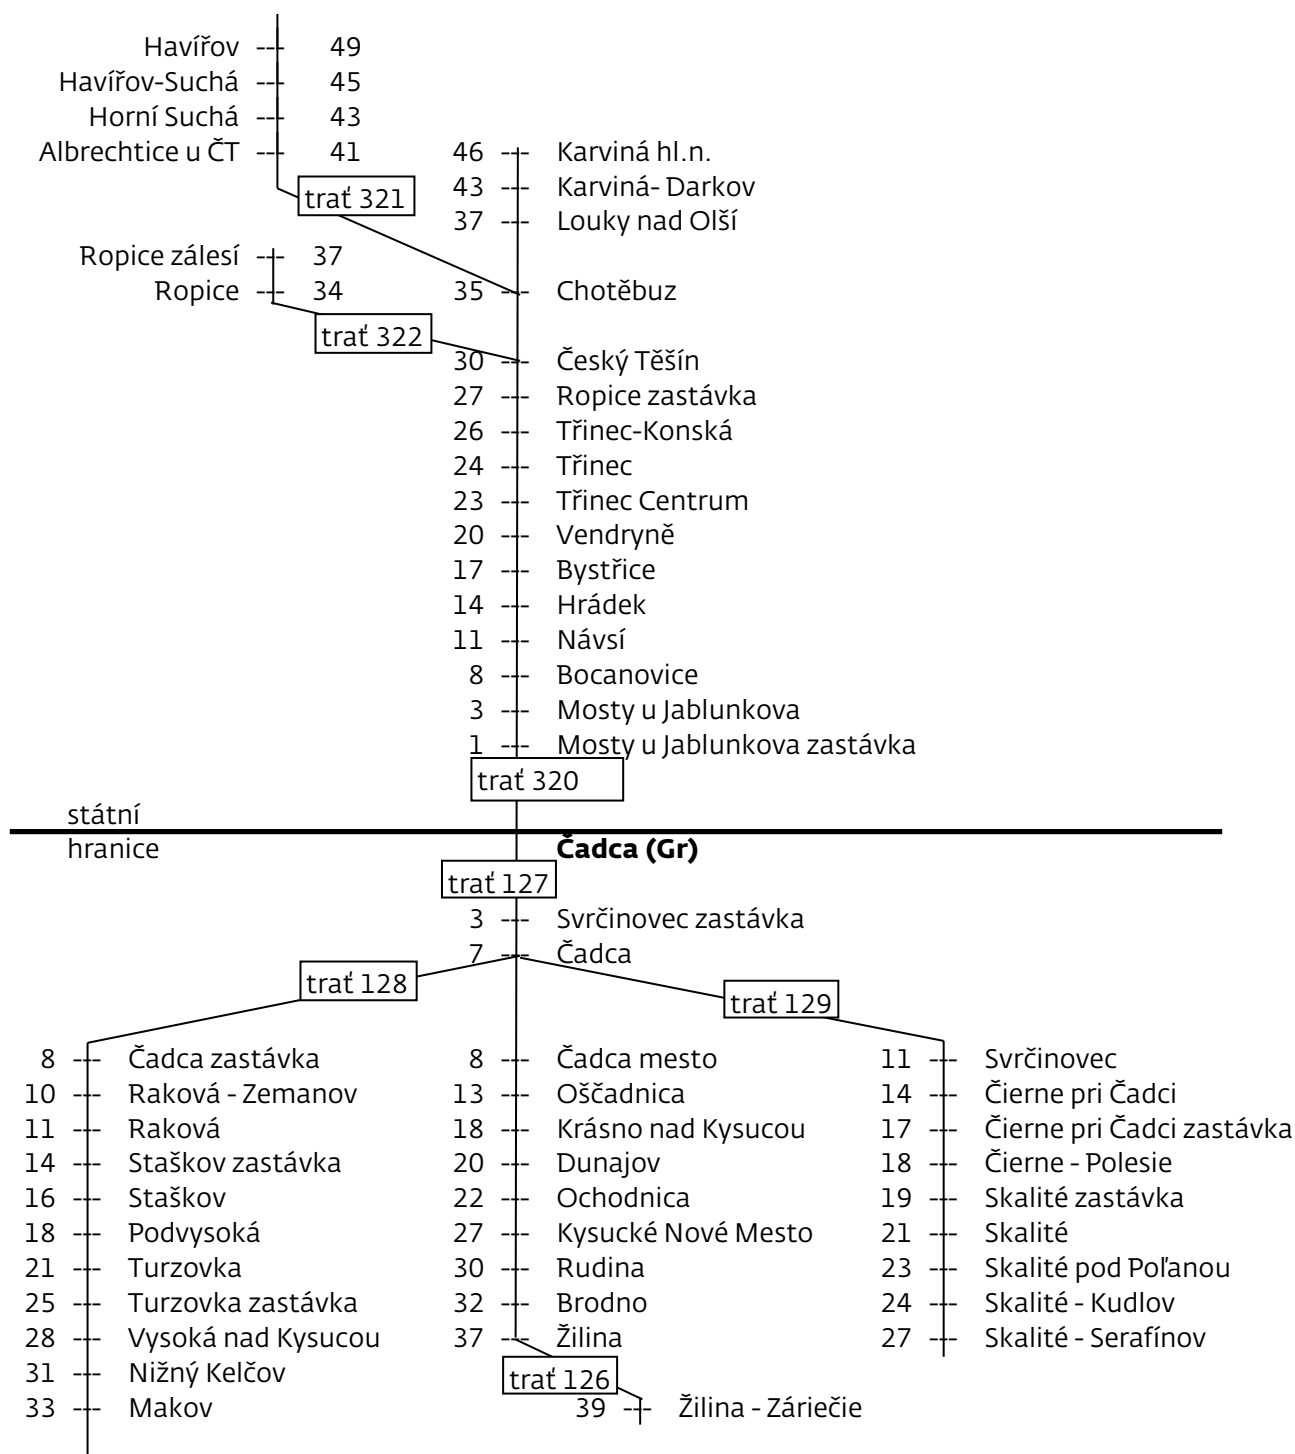 Havířov --- 49
Havířov-Suchá --- 45
Horní Suchá --- 43
Albrechtice u ČT --- 41
46 --- Karviná hl.n.
43 --- Karviná- Darkov
trať 321
37 --- Louky nad Olší
Ropice zálesí --- 37
Ropice --- 34
35 --- Chotěbuz
trať 322
30 --- Český Těšín
27 --- Ropice zastávka
26 --- Třinec-Konská
24 --- Třinec
23 --- Třinec Centrum
20 --- Vendryně
17 --- Bystřice
14 --- Hrádek
11 --- Návsí
8 --- Bocanovice
3 --- Mosty u Jablunkova
1 --- Mosty u Jablunkova zastávka
trať 320
státní
hranice
Čadca (Gr)
trať 127
3 --- Svrčinovec zastávka
7 --- Čadca
trať 128
trať 129
8 --- Čadca zastávka
10 --- Raková - Zemanov
11 --- Raková
14 --- Staškov zastávka
16 --- Staškov
18 --- Podvysoká
21 --- Turzovka
25 --- Turzovka zastávka
28 --- Vysoká nad Kysucou
31 --- Nižný Kelčov
33 --- Makov
8 --- Čadca mesto
13 --- Oščadnica
18 --- Krásno nad Kysucou
20 --- Dunajov
22 --- Ochodnica
27 --- Kysucké Nové Mesto
30 --- Rudina
32 --- Brodno
37 --- Žilina
trať 126
39 --- Žilina - Záriečie
11 --- Svrčinovec
14 --- Čierne pri Čadci
17 --- Čierne pri Čadci zastávka
18 --- Čierne - Polesie
19 --- Skalité zastávka
21 --- Skalité
23 --- Skalité pod Poľanou
24 --- Skalité - Kudlov
27 --- Skalité - Serafínov